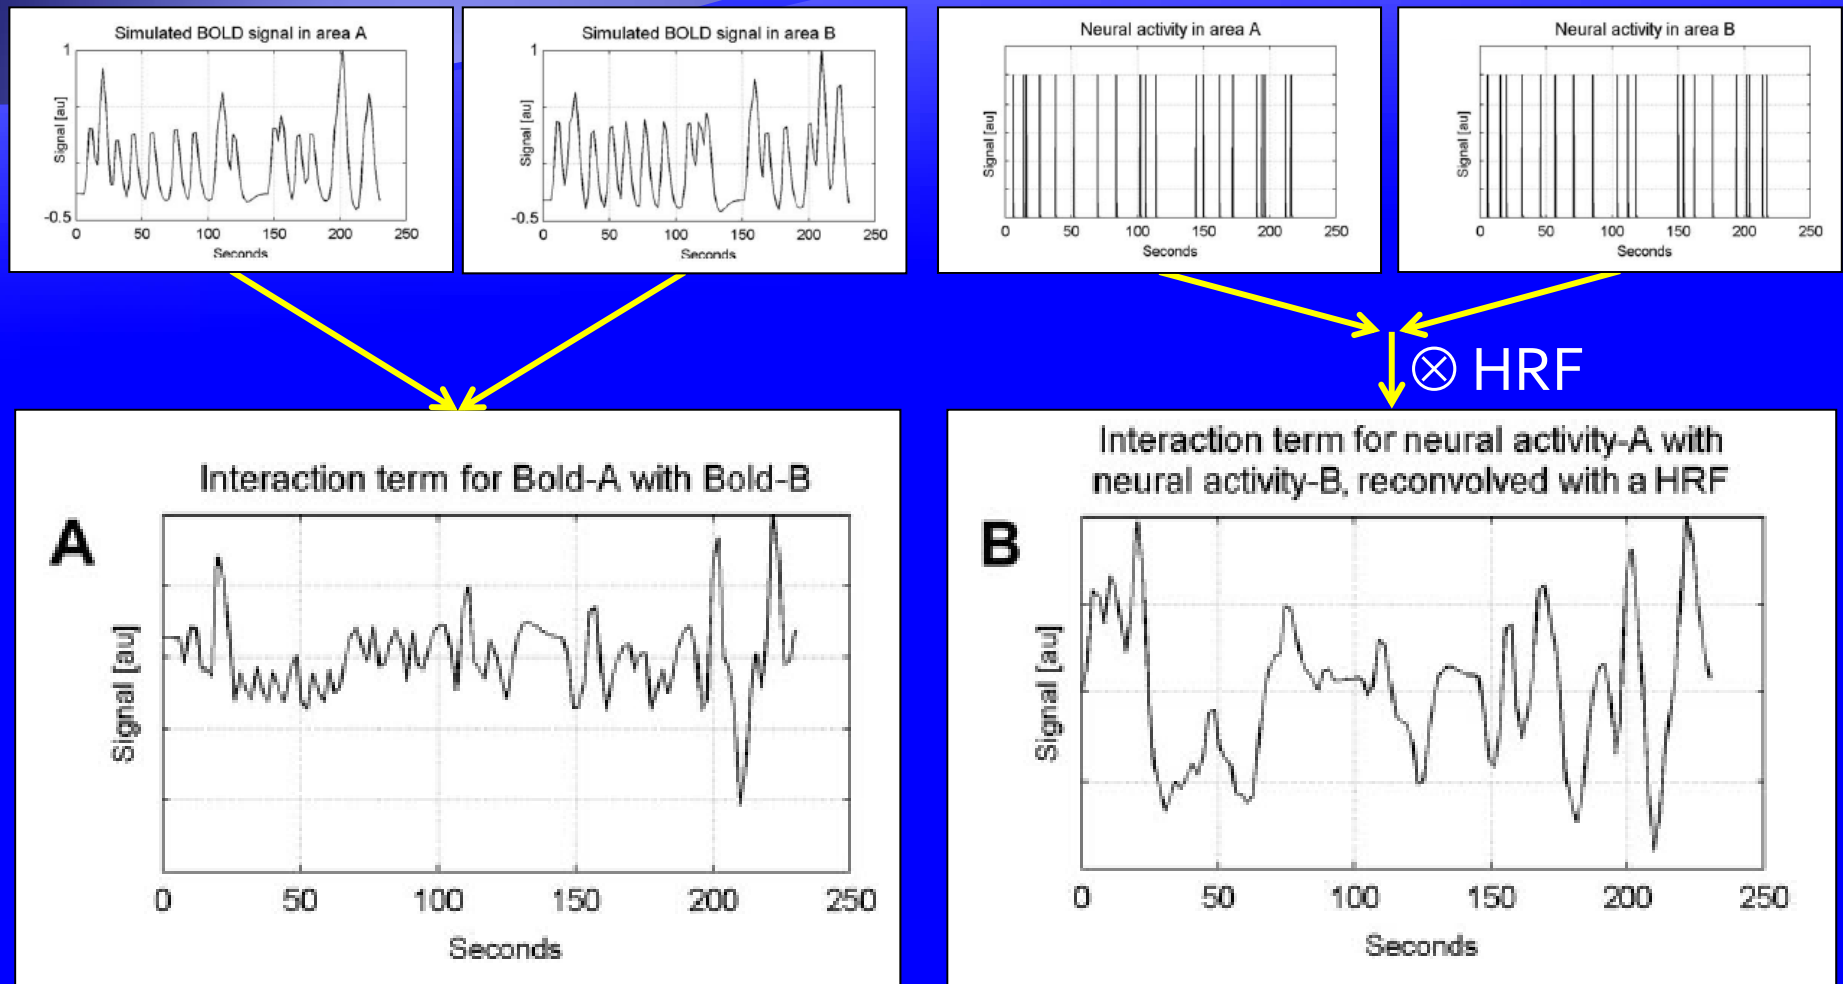 Simulated BOLD signal in area A
1
Signal [au]
-0.5
0 50 100 150 200 250
Seconds
Simulated BOLD signal in area B
1
Signal [au]
-0.5
0 50 100 150 200 250
Seconds
Neural activity in area A
Signal [au]
0 50 100 150 200 250
Seconds
Neural activity in area B
Signal [au]
0 50 100 150 200 250
Seconds
⊗ HRF
Interaction term for Bold-A with Bold-B
A
Signal [au]
0 50 100 150 200 250
Seconds
Interaction term for neural activity-A with
neural activity-B, reconvolved with a HRF
B
Signal [au]
0 50 100 150 200 250
Seconds